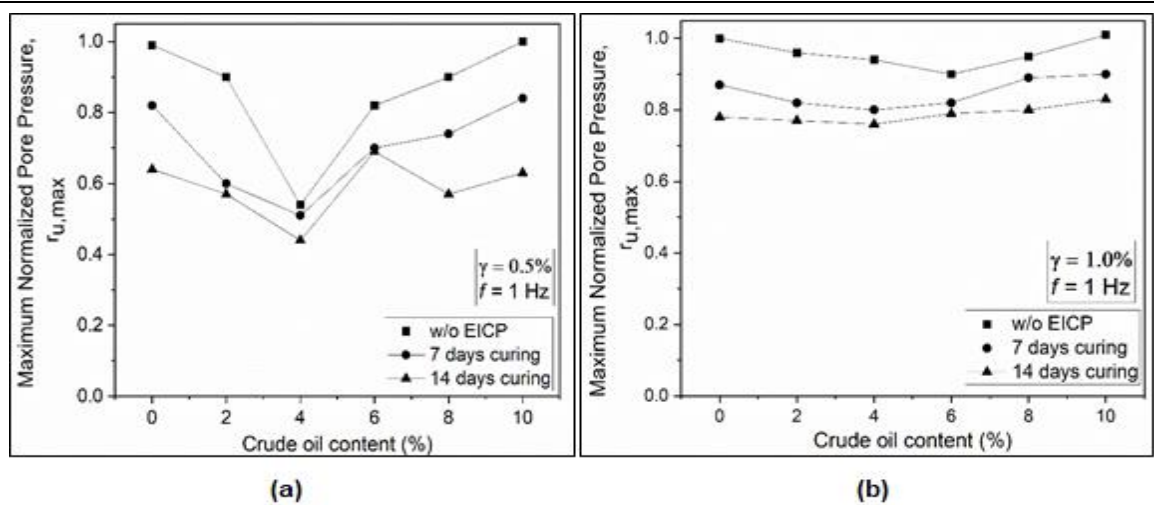 Maximum Normalized Pore Pressure,
r_u,max
1.0
0.8
0.6
0.4
0.2
0.0
γ = 0.5%
f = 1 Hz
w/o EICP
7 days curing
14 days curing
0 2 4 6 8 10
Crude oil content (%)
(a)
Maximum Normalized Pore Pressure,
r_u,max
1.0
0.8
0.6
0.4
0.2
0.0
γ = 1.0%
f = 1 Hz
w/o EICP
7 days curing
14 days curing
0 2 4 6 8 10
Crude oil content (%)
(b)